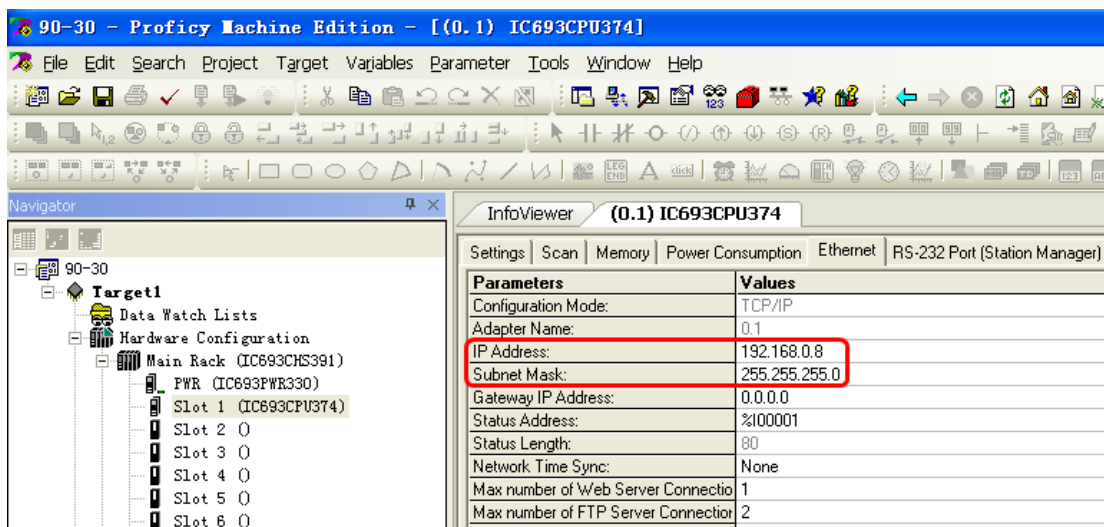 90-30 - Proficy Machine Edition - [(0.1) IC693CPU374]
File Edit Search Project Target Variables Parameter Tools Window Help
Navigator
InfoViewer (0.1) IC693CPU374
Settings Scan Memory Power Consumption Ethernet RS-232 Port (Station Manager)
90-30
Target1
Data Watch Lists
Hardware Configuration
Main Rack (IC693CHS391)
PWR (IC693PWR330)
Slot 1 (IC693CPU374)
Slot 2 ()
Slot 3 ()
Slot 4 ()
Slot 5 ()
Slot 6 ()
Parameters Values
Configuration Mode: TCP/IP
Adapter Name: 0.1
IP Address: 192.168.0.8
Subnet Mask: 255.255.255.0
Gateway IP Address: 0.0.0.0
Status Address: %I00001
Status Length: 80
Network Time Sync: None
Max number of Web Server Connectio 1
Max number of FTP Server Connection 2